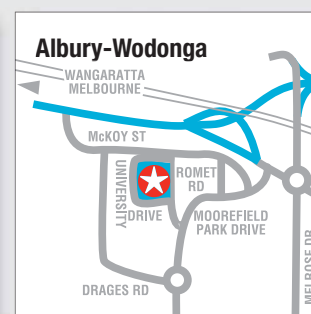 Albury-Wodonga
WANGARATTA
MELBOURNE
McKOY ST
UNIVERSITY
DRIVE
ROMET
RD
MOOREFIELD
PARK DRIVE
MELROSE DR
DRAGES RD